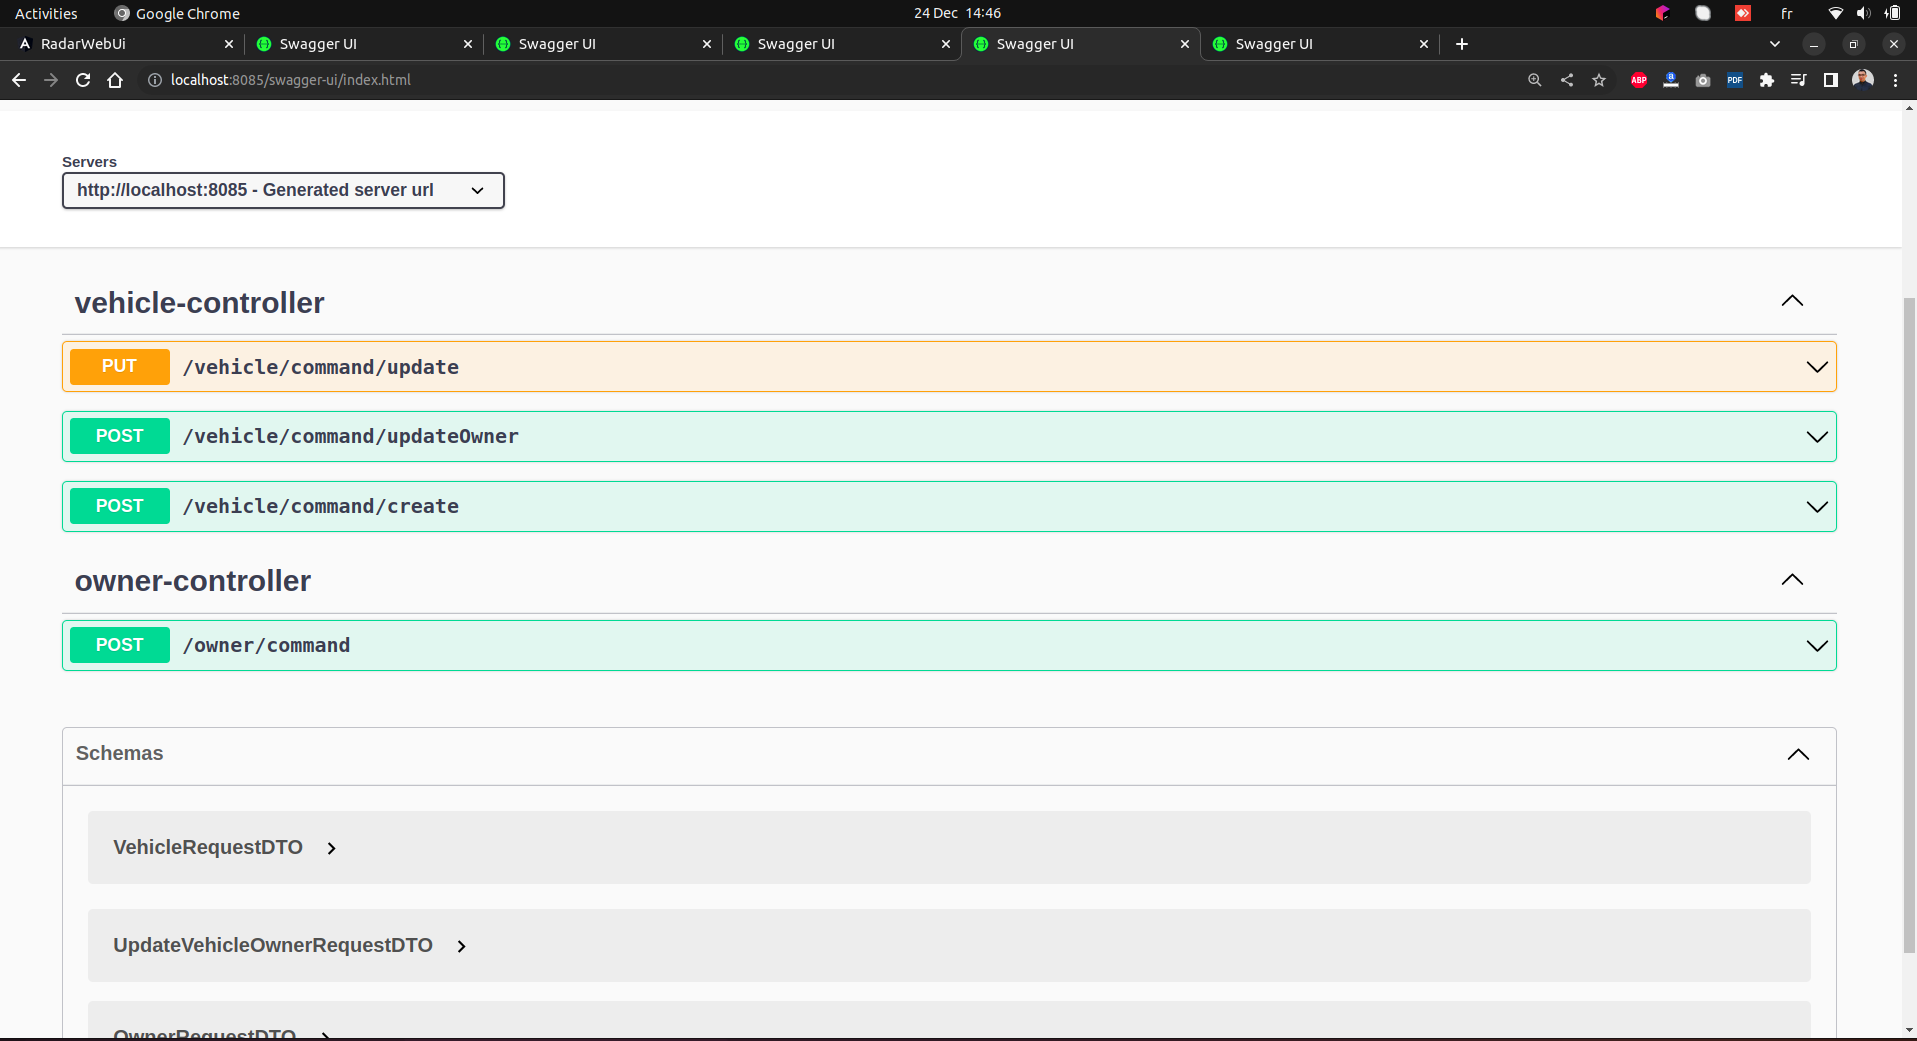 Activities Google Chrome 24 Dec 14:46 fr
RadarWebUi Swagger UI Swagger UI Swagger UI Swagger UI Swagger UI
localhost:8085/swagger-ui/index.html ABP a PDF
Servers
http://localhost:8085 - Generated server url
vehicle-controller
PUT /vehicle/command/update
POST /vehicle/command/updateOwner
POST /vehicle/command/create
owner-controller
POST /owner/command
Schemas
VehicleRequestDTO
UpdateVehicleOwnerRequestDTO
OwnerRequestDTO